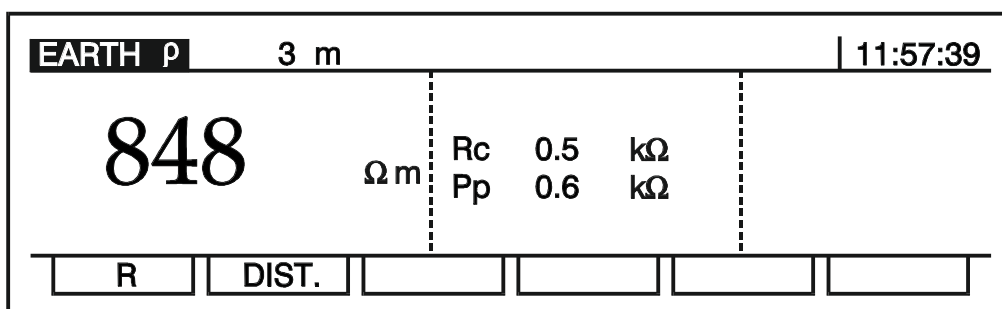 EARTH ρ 3 m 11:57:39
848 Ω m
Rc 0.5 kΩ
Pp 0.6 kΩ
R DIST.